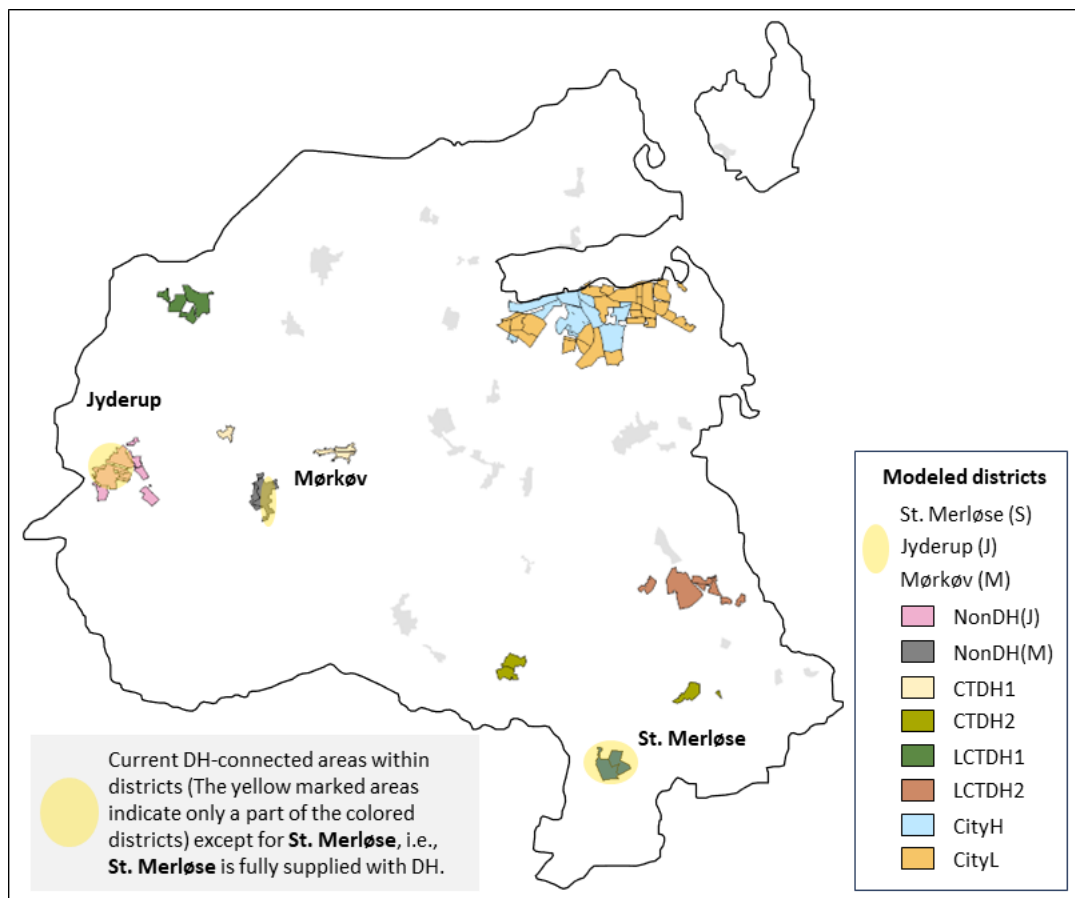 Jyderup
Mørkøv
St. Merløse
Modeled districts
St. Merløse (S)
Jyderup (J)
Mørkøv (M)
NonDH(J)
NonDH(M)
CTDH1
CTDH2
LCTDH1
LCTDH2
CityH
CityL
Current DH-connected areas within
districts (The yellow marked areas
indicate only a part of the colored
districts) except for St. Merløse, i.e.,
St. Merløse is fully supplied with DH.